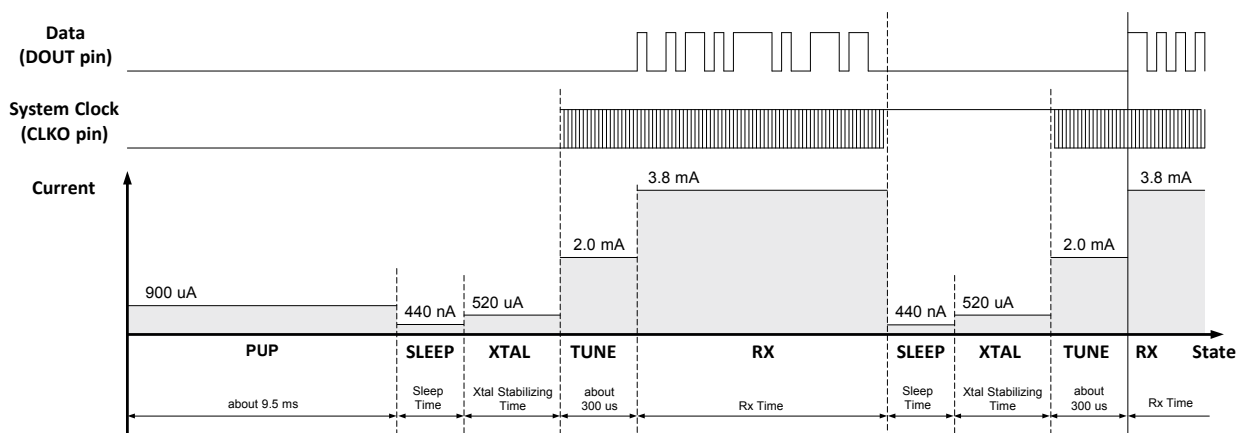 Data
(DOUT pin)
System Clock
(CLKO pin)
Current
3.8 mA
3.8 mA
2.0 mA
2.0 mA
900 uA
440 nA
520 uA
440 nA
520 uA
PUP
SLEEP
XTAL
TUNE
RX
SLEEP
XTAL
TUNE
RX
State
about 9.5 ms
Sleep
Time
Xtal Stabilizing
Time
about
300 us
Rx Time
Sleep
Time
Xtal Stabilizing
Time
about
300 us
Rx Time